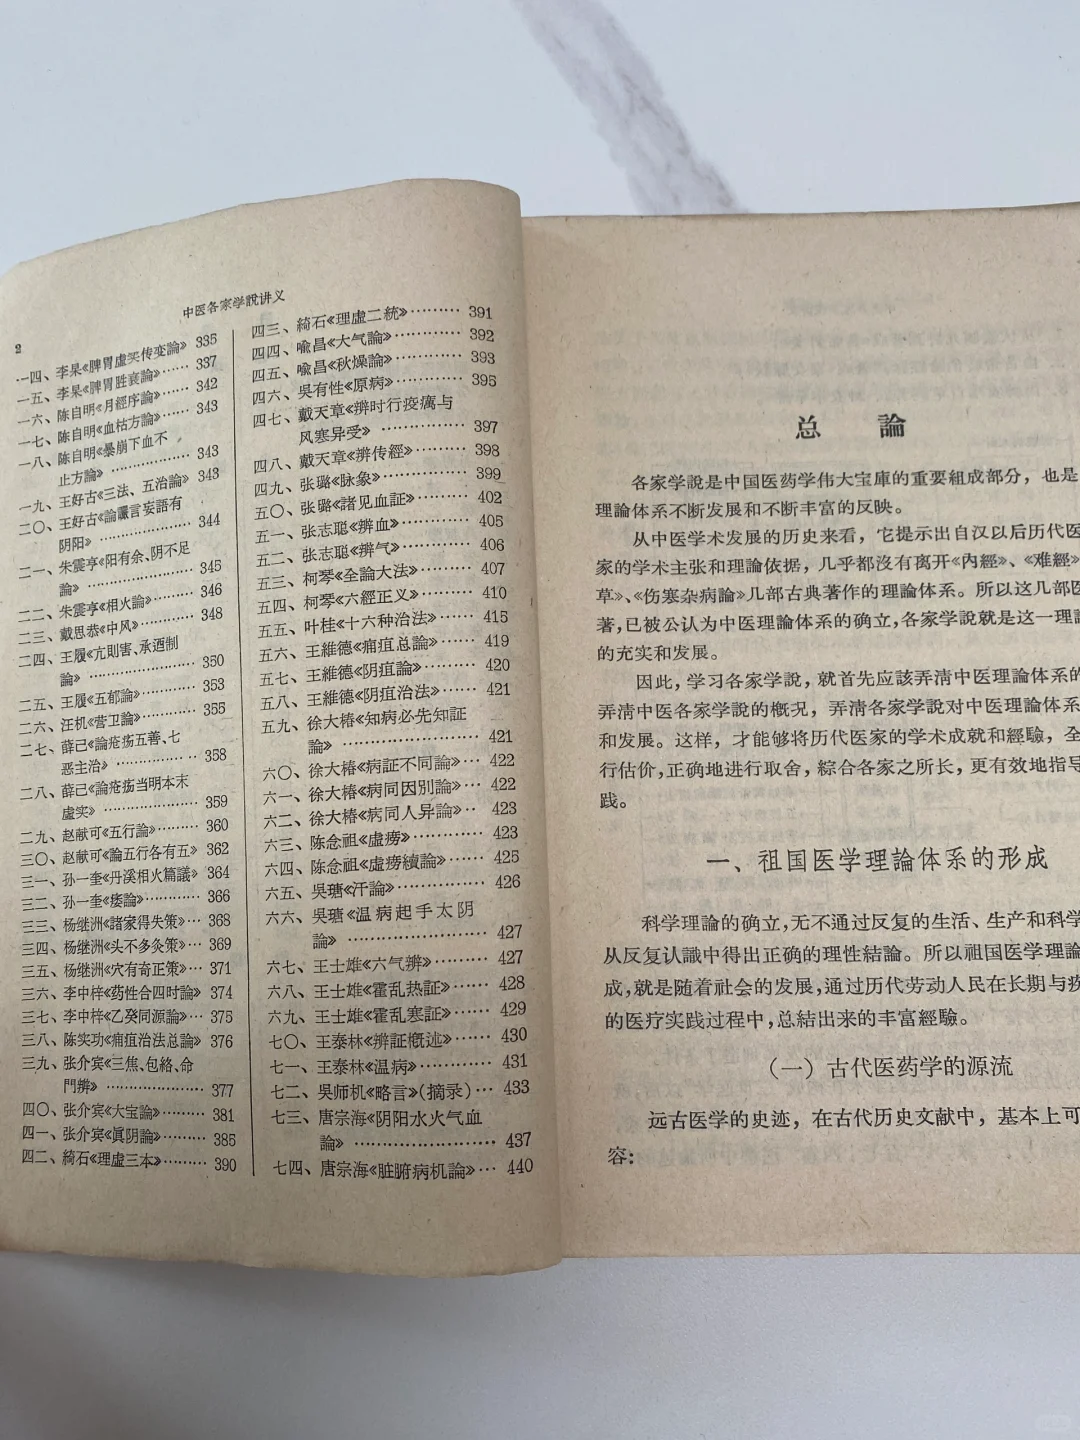 中医各家学說讲义
2
一四、李杲《脾胃虛实传变論》 335
一五、李杲《脾胃胜衰論》······ 337
一六、陈自明《月經序論》······ 342
一七、陈自明《血枯方論》······ 343
一八、陈自明《暴崩下血不
止方論》 ··················· 343
一九、王好古《三法、五治論》 343
二〇、王好古《論讝言妄語有
阴阳》 ······················ 344
二一、朱震亨《阳有余、阴不足
論》 ························ 345
二二、朱震亨《相火論》········· 346
二三、戴思恭《中风》············ 348
二四、王履《亢則害、承迺制
論》 ························ 350
二五、王履《五郁論》············ 353
二六、汪机《营卫論》············ 355
二七、薛己《論疮疡五善、七
恶主治》 ··················· 358
二八、薛己《論疮疡当明本末
虛实》 ······················ 359
二九、赵献可《五行論》········· 360
三〇、赵献可《論五行各有五》 362
三一、孙一奎《丹溪相火篇議》 364
三二、孙一奎《痿論》············ 366
三三、杨继洲《諸家得失策》··· 368
三四、杨继洲《头不多灸策》··· 369
三五、杨继洲《穴有奇正策》··· 371
三六、李中梓《药性合四时論》 374
三七、李中梓《乙癸同源論》··· 375
三八、陈实功《痈疽治法总論》 376
三九、张介宾《三焦、包絡、命
門辨》 ······················ 377
四〇、张介宾《大宝論》········· 381
四一、张介宾《眞阴論》········· 385
四二、綺石《理虛三本》········· 390
四三、綺石《理虛二統》········· 391
四四、喩昌《大气論》············ 392
四五、喩昌《秋燥論》············ 393
四六、吳有性《原病》············ 395
四七、戴天章《辨时行疫癘与
风寒异受》 ················ 397
四八、戴天章《辨传經》········· 398
四九、张璐《脉象》··············· 399
五〇、张璐《諸见血証》········· 402
五一、张志聪《辨血》············ 405
五二、张志聪《辨气》············ 406
五三、柯琴《全論大法》········· 407
五四、柯琴《六經正义》········· 410
五五、叶桂《十六种治法》······ 415
五六、王維德《痈疽总論》······ 419
五七、王維德《阴疽論》········· 420
五八、王維德《阴疽治法》······ 421
五九、徐大椿《知病必先知証
論》 ························ 421
六〇、徐大椿《病証不同論》··· 422
六一、徐大椿《病同因別論》··· 422
六二、徐大椿《病同人异論》·· 423
六三、陈念祖《虛痨》············ 423
六四、陈念祖《虛痨續論》······ 425
六五、吳瑭《汗論》··············· 426
六六、吳瑭《温病起手太阴
論》 ························ 427
六七、王士雄《六气辨》········· 427
六八、王士雄《霍乱热証》······ 428
六九、王士雄《霍乱寒証》······ 429
七〇、王泰林《辨証概述》······ 430
七一、王泰林《温病》············ 431
七二、吳师机《略言》(摘录)··· 433
七三、唐宗海《阴阳水火气血
論》 ························ 437
七四、唐宗海《脏腑病机論》··· 440
总 論
各家学說是中国医药学伟大宝庫的重要組成部分，也是
理論体系不断发展和不断丰富的反映。
从中医学术发展的历史来看，它提示出自汉以后历代医
家的学术主张和理論依据，几乎都沒有离开《內經》、《难經》
草》、《伤寒杂病論》几部古典著作的理論体系。所以这几部医
著，已被公认为中医理論体系的确立，各家学說就是这一理論
的充实和发展。
因此，学习各家学說，就首先应該弄清中医理論体系的
弄清中医各家学說的概况，弄清各家学說对中医理論体系
和发展。这样，才能够将历代医家的学术成就和經驗，全
行估价，正确地进行取舍，綜合各家之所长，更有效地指导
践。
一、祖国医学理論体系的形成
科学理論的确立，无不通过反复的生活、生产和科学
从反复认識中得出正确的理性結論。所以祖国医学理論
成，就是随着社会的发展，通过历代劳动人民在长期与疾
的医疗实践过程中，总結出来的丰富經驗。
（一）古代医药学的源流
远古医学的史迹，在古代历史文献中，基本上可
容：